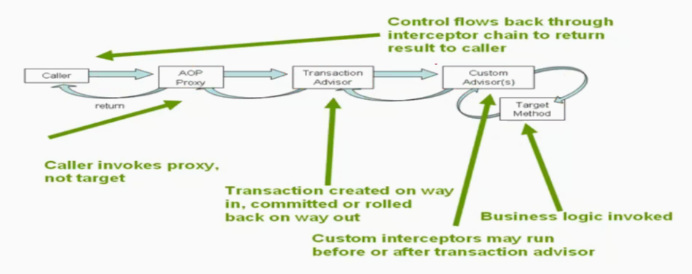 Control flows back through
interceptor chain to return
result to caller
Caller
AOP
Proxy
Transaction
Advisor
Custom
Advisor(s)
return
Target
Method
Caller invokes proxy,
not target
Transaction created on way
in, committed or rolled
back on way out
Business logic invoked
Custom interceptors may run
before or after transaction advisor